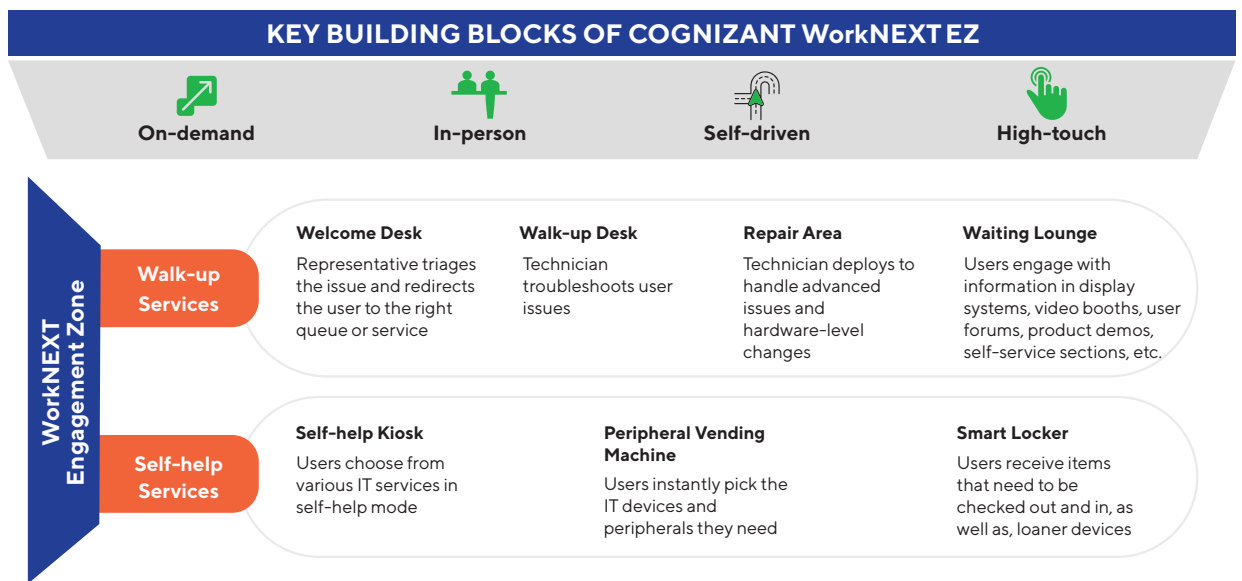 KEY BUILDING BLOCKS OF COGNIZANT WorkNEXT EZ
On-demand
In-person
Self-driven
High-touch
WorkNEXT
Engagement Zone
Walk-up
Services
Welcome Desk
Representative triages
the issue and redirects
the user to the right
queue or service
Walk-up Desk
Technician
troubleshoots user
issues
Repair Area
Technician deploys to
handle advanced
issues and
hardware-level
changes
Waiting Lounge
Users engage with
information in display
systems, video booths, user
forums, product demos,
self-service sections, etc.
Self-help
Services
Self-help Kiosk
Users choose from
various IT services in
self-help mode
Peripheral Vending
Machine
Users instantly pick the
IT devices and
peripherals they need
Smart Locker
Users receive items
that need to be
checked out and in, as
well as, loaner devices